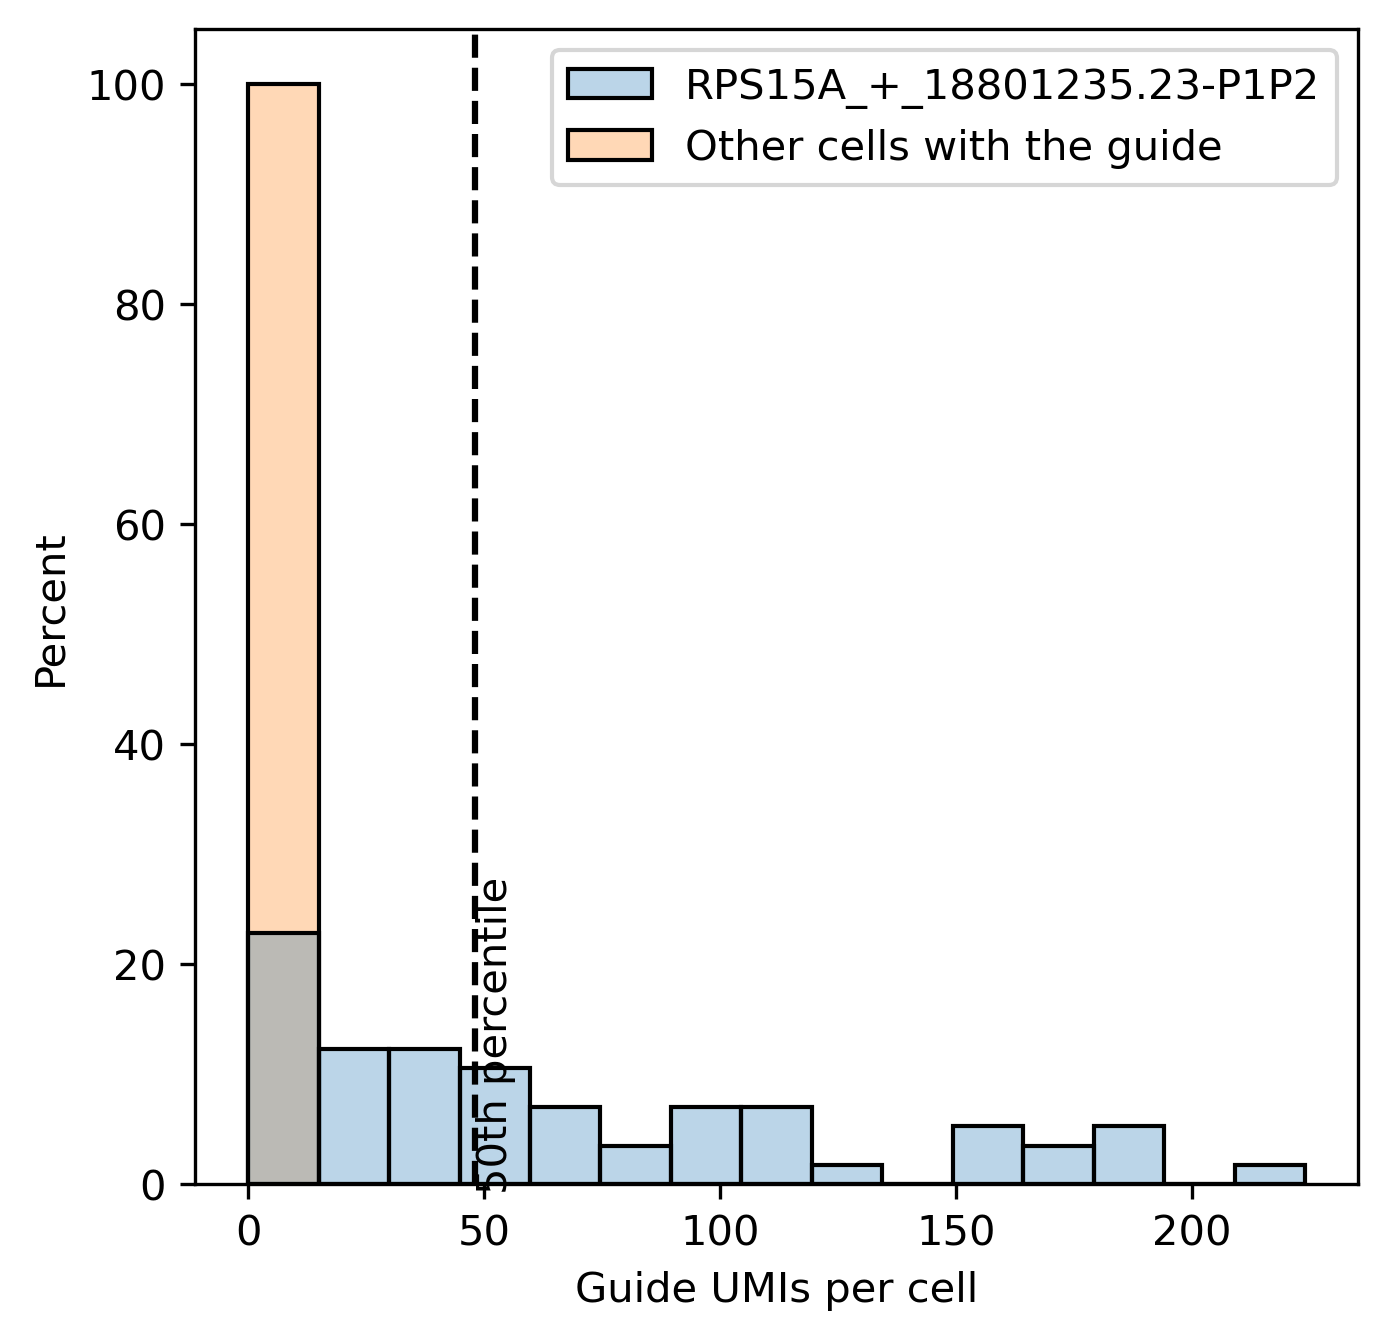 RPS15A_+_18801235.23-P1P2
Other cells with the guide
100
80
60
40
20
0
Percent
50th percentile
0
50
100
150
200
Guide UMIs per cell